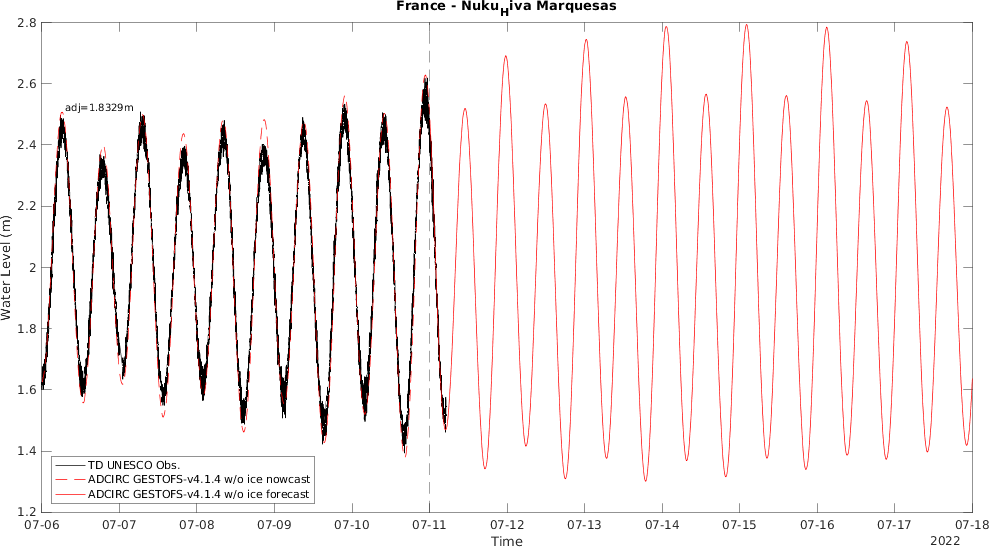 France - Nuku_Hiva Marquesas
2.8
2.6
2.4
2.2
2
1.8
1.6
1.4
1.2
Water Level (m)
adj=1.8329m
TD UNESCO Obs.
ADCIRC GESTOFS-v4.1.4 w/o ice nowcast
ADCIRC GESTOFS-v4.1.4 w/o ice forecast
07-06 07-07 07-08 07-09 07-10 07-11 07-12 07-13 07-14 07-15 07-16 07-17 07-18
Time
2022